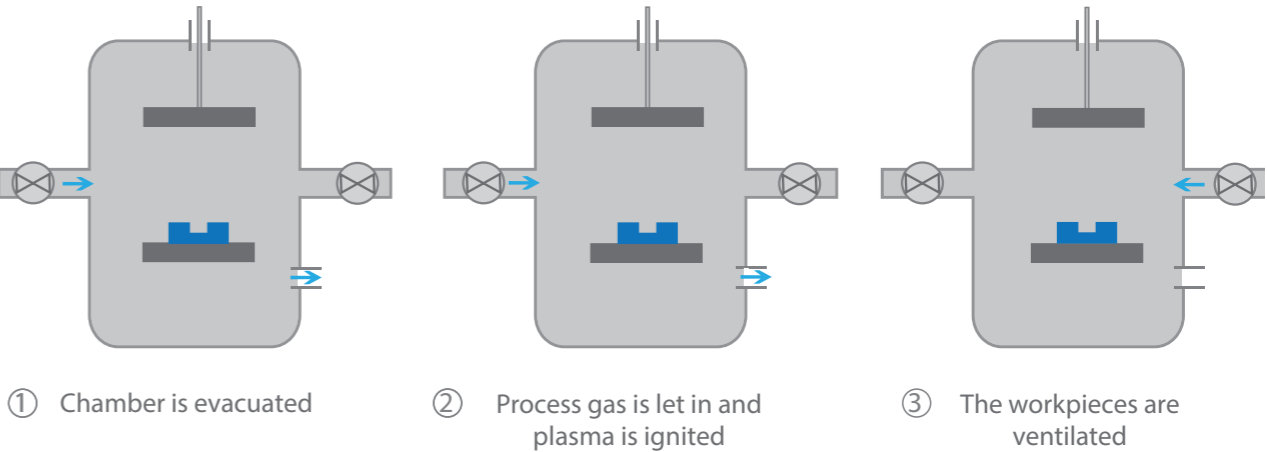 ① Chamber is evacuated
② Process gas is let in and
plasma is ignited
③ The workpieces are
ventilated